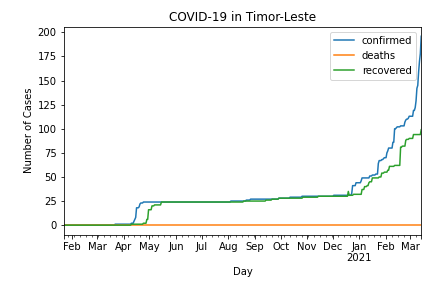 COVID-19 in Timor-Leste
confirmed
deaths
recovered
Number of Cases
200
175
150
125
100
75
50
25
0
Feb Mar Apr May Jun Jul Aug Sep Oct Nov Dec Jan Feb Mar
2021
Day